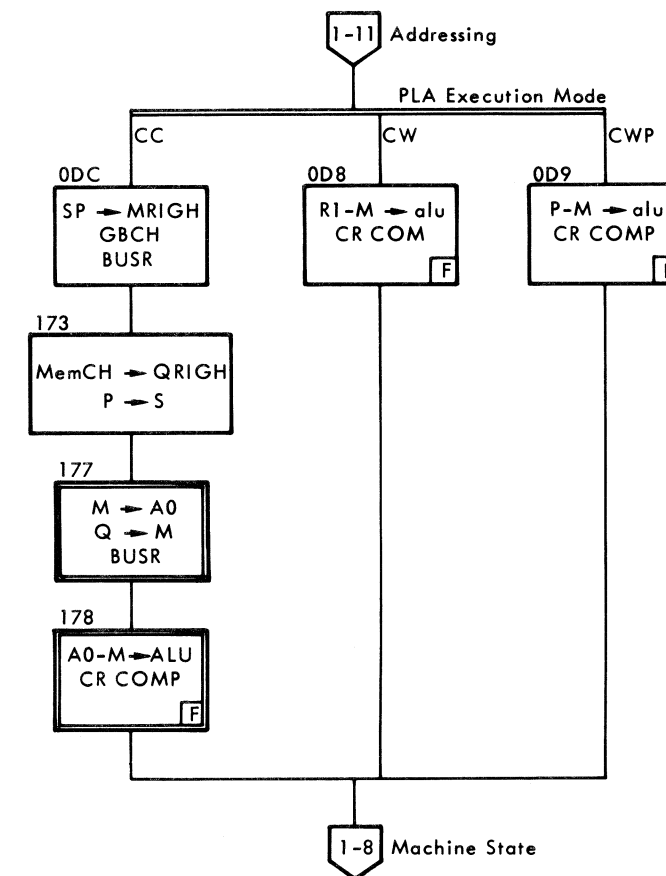 1-11 Addressing
PLA Execution Mode
CC
CW
CWP
0DC
SP → MRIGH
GBCH
BUSR
0D8
R1-M → alu
CR COM
F
0D9
P-M → alu
CR COMP
173
MemCH → QRIGH
P → S
177
M → A0
Q → M
BUSR
178
A0-M→ALU
CR COMP
F
1-8 Machine State